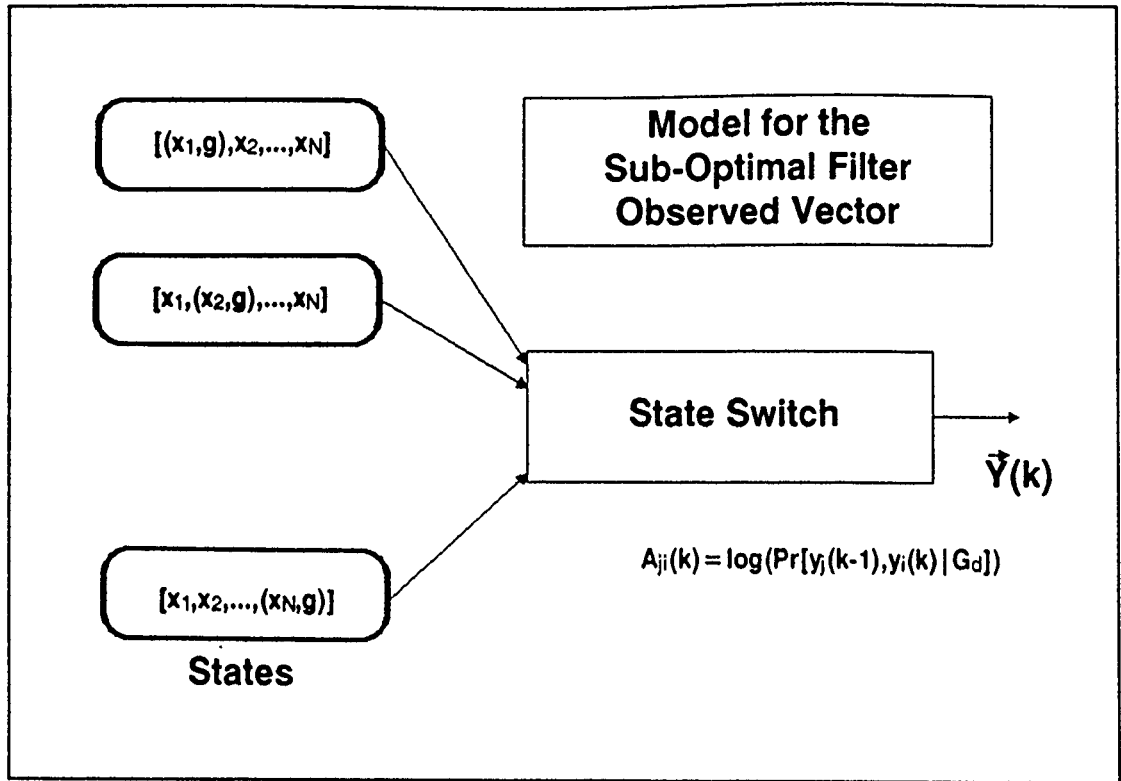 [(x₁,g),x₂,...,xN]
Model for the
Sub-Optimal Filter
Observed Vector
[x₁,(x₂,g),...,xN]
State Switch
Y⃗(k)
Aji(k)=log(Pr[yj(k-1),yi(k)|Gd])
[x₁,x₂,...,(xN,g)]
States